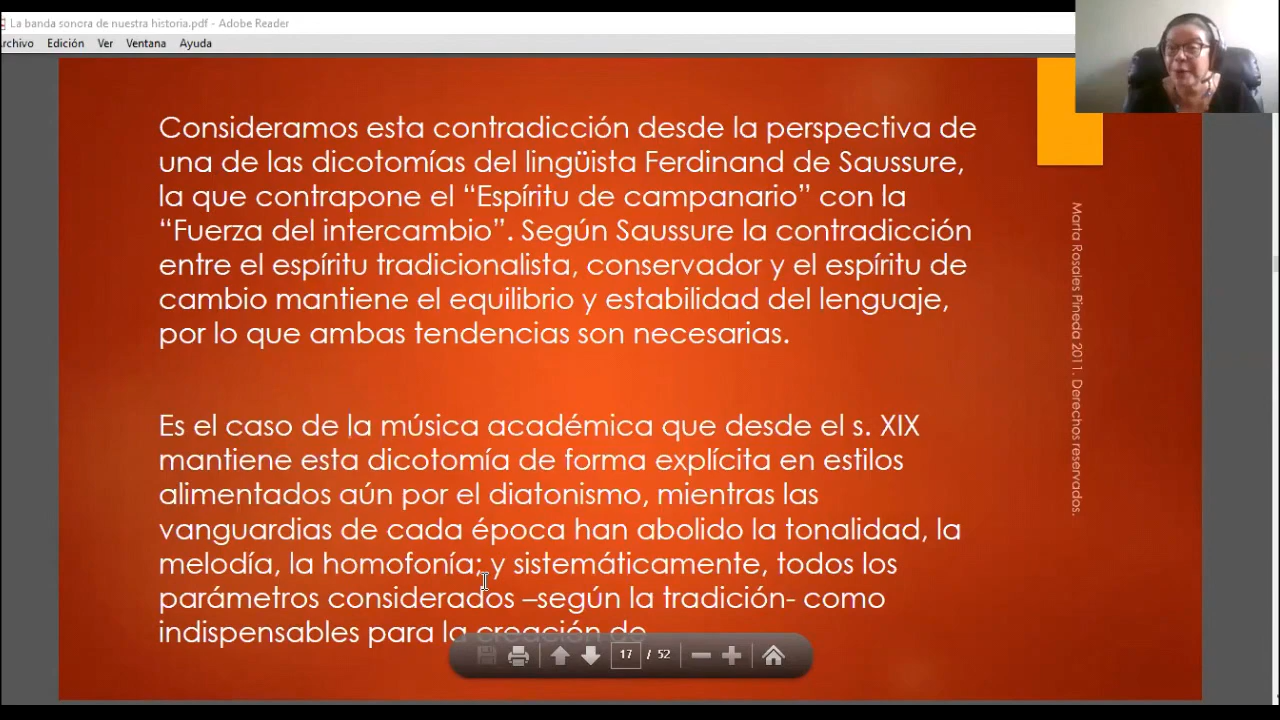 La banda sonora de nuestra historia.pdf - Adobe Reader
rchivo Edición Ver Ventana Ayuda
Consideramos esta contradicción desde la perspectiva de
una de las dicotomías del lingüista Ferdinand de Saussure,
la que contrapone el “Espíritu de campanario” con la
“Fuerza del intercambio”. Según Saussure la contradicción
entre el espíritu tradicionalista, conservador y el espíritu de
cambio mantiene el equilibrio y estabilidad del lenguaje,
por lo que ambas tendencias son necesarias.
Es el caso de la música académica que desde el s. XIX
mantiene esta dicotomía de forma explícita en estilos
alimentados aún por el diatonismo, mientras las
vanguardias de cada época han abolido la tonalidad, la
melodía, la homofonía; y sistemáticamente, todos los
parámetros considerados –según la tradición- como
indispensables para la creación de
Marta Rosales Pineda 2011. Derechos reservados.
17 / 52